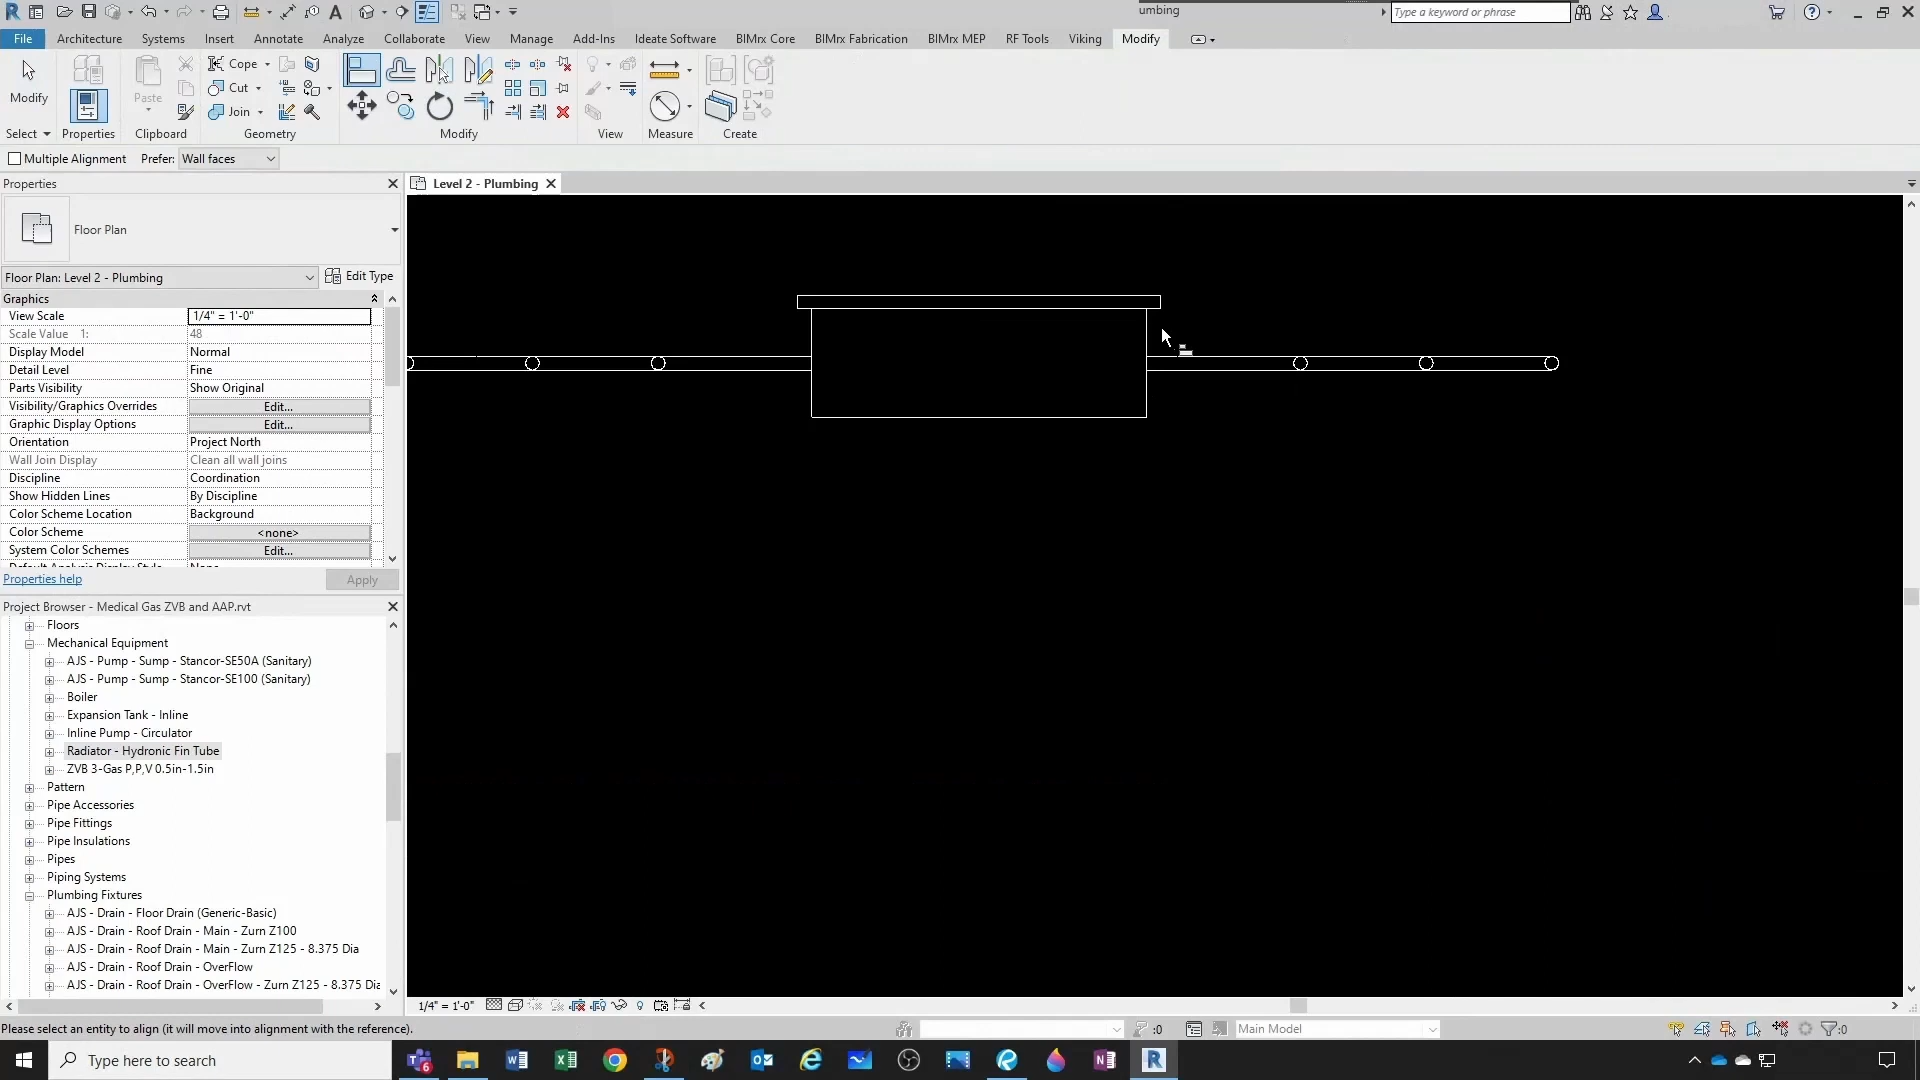 umbing
Type a keyword or phrase
File Architecture Systems Insert Annotate Analyze Collaborate View Manage Add-Ins Ideate Software BIMrx Core BIMrx Fabrication BIMrx MEP RF Tools Viking Modify
Modify
Paste
Cope
Cut
Join
Select Properties Clipboard Geometry Modify View Measure Create
Multiple Alignment Prefer: Wall faces
Properties
Level 2 - Plumbing
Floor Plan
Floor Plan: Level 2 - Plumbing Edit Type
Graphics
View Scale 1/4" = 1'-0"
Scale Value 1: 48
Display Model Normal
Detail Level Fine
Parts Visibility Show Original
Visibility/Graphics Overrides Edit...
Graphic Display Options Edit...
Orientation Project North
Wall Join Display Clean all wall joins
Discipline Coordination
Show Hidden Lines By Discipline
Color Scheme Location Background
Color Scheme <none>
System Color Schemes Edit...
Properties help Apply
Project Browser - Medical Gas ZVB and AAP.rvt
Floors
Mechanical Equipment
AJS - Pump - Sump - Stancor-SE50A (Sanitary)
AJS - Pump - Sump - Stancor-SE100 (Sanitary)
Boiler
Expansion Tank - Inline
Inline Pump - Circulator
Radiator - Hydronic Fin Tube
ZVB 3-Gas P,P,V 0.5in-1.5in
Pattern
Pipe Accessories
Pipe Fittings
Pipe Insulations
Pipes
Piping Systems
Plumbing Fixtures
AJS - Drain - Floor Drain (Generic-Basic)
AJS - Drain - Roof Drain - Main - Zurn Z100
AJS - Drain - Roof Drain - Main - Zurn Z125 - 8.375 Dia
AJS - Drain - Roof Drain - OverFlow
AJS - Drain - Roof Drain - OverFlow - Zurn Z125 - 8.375 Dia
1/4" = 1'-0"
Please select an entity to align (it will move into alignment with the reference).
:0
Main Model
:0
Type here to search